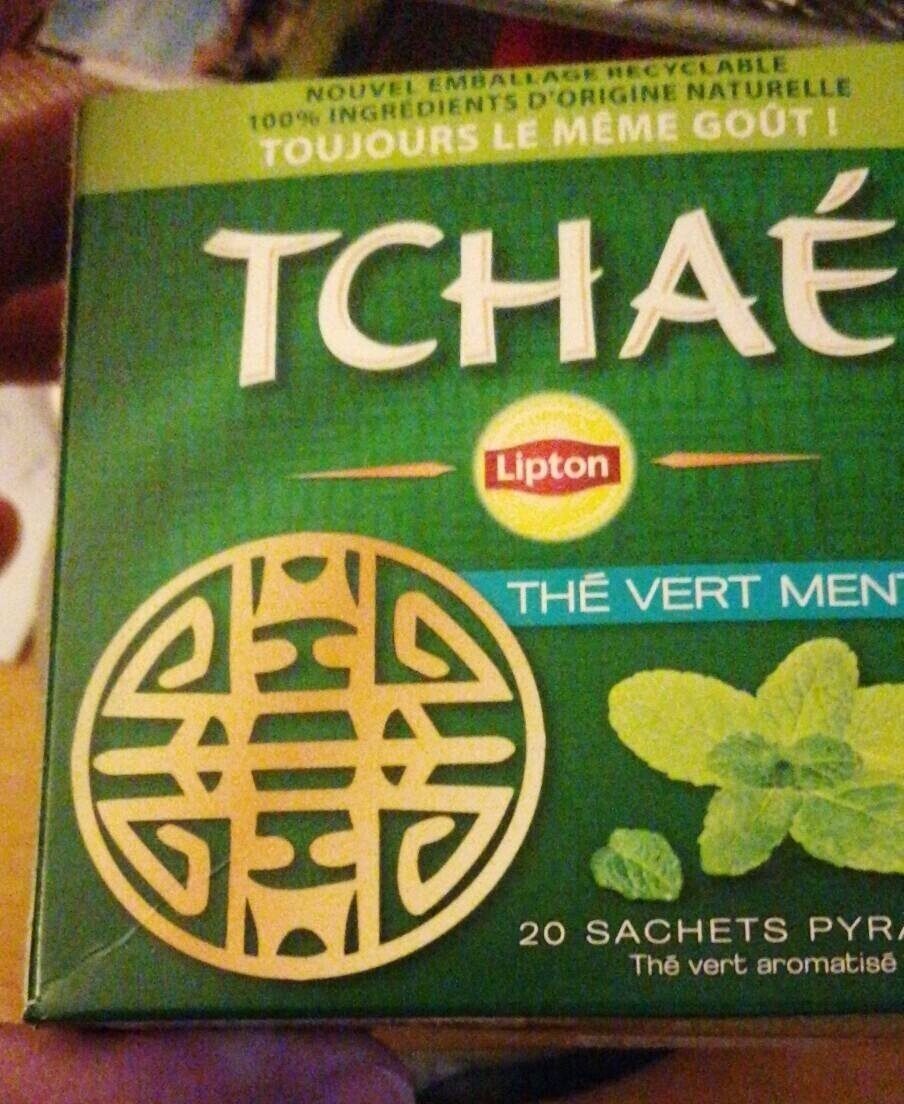 NOUVEL EMBALLAGE RECYCLABLE
100% INGRÉDIENTS D'ORIGINE NATURELLE
TOUJOURS LE MÊME GOÛT !
TCHAÉ
Lipton
THÉ VERT MENT
20 SACHETS PYRA
Thé vert aromatisé